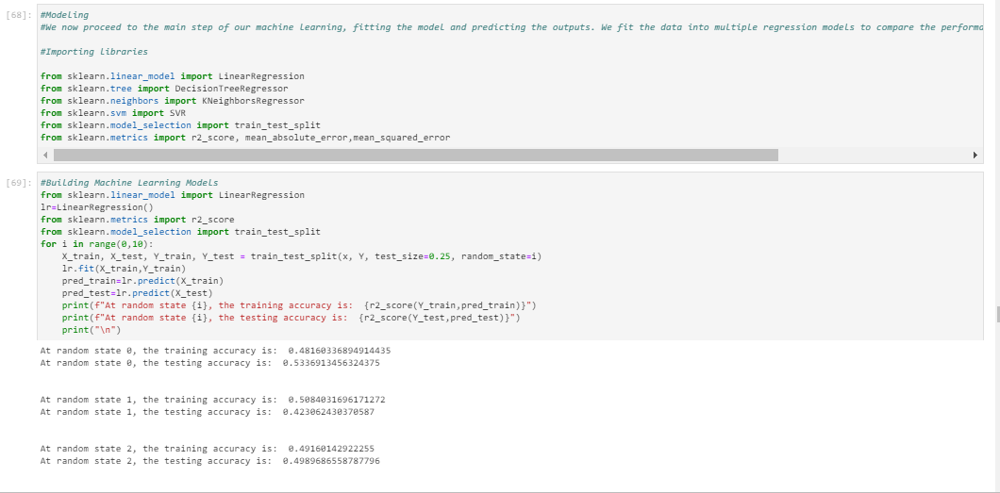 [68]: #Modeling
#We now proceed to the main step of our machine learning, fitting the model and predicting the outputs. We fit the data into multiple regression models to compare the performa
#Importing libraries
from sklearn.linear_model import LinearRegression
from sklearn.tree import DecisionTreeRegressor
from sklearn.neighbors import KNeighborsRegressor
from sklearn.svm import SVR
from sklearn.model_selection import train_test_split
from sklearn.metrics import r2_score, mean_absolute_error,mean_squared_error
[69]: #Building Machine Learning Models
from sklearn.linear_model import LinearRegression
lr=LinearRegression()
from sklearn.metrics import r2_score
from sklearn.model_selection import train_test_split
for i in range(0,10):
    X_train, X_test, Y_train, Y_test = train_test_split(x, Y, test_size=0.25, random_state=i)
    lr.fit(X_train,Y_train)
    pred_train=lr.predict(X_train)
    pred_test=lr.predict(X_test)
    print(f"At random state {i}, the training accuracy is:  {r2_score(Y_train,pred_train)}")
    print(f"At random state {i}, the testing accuracy is:  {r2_score(Y_test,pred_test)}")
    print("\n")
At random state 0, the training accuracy is:  0.48160336894914435
At random state 0, the testing accuracy is:  0.5336913456324375
At random state 1, the training accuracy is:  0.5084031696171272
At random state 1, the testing accuracy is:  0.423062430370587
At random state 2, the training accuracy is:  0.49160142922255
At random state 2, the testing accuracy is:  0.4989686558787796